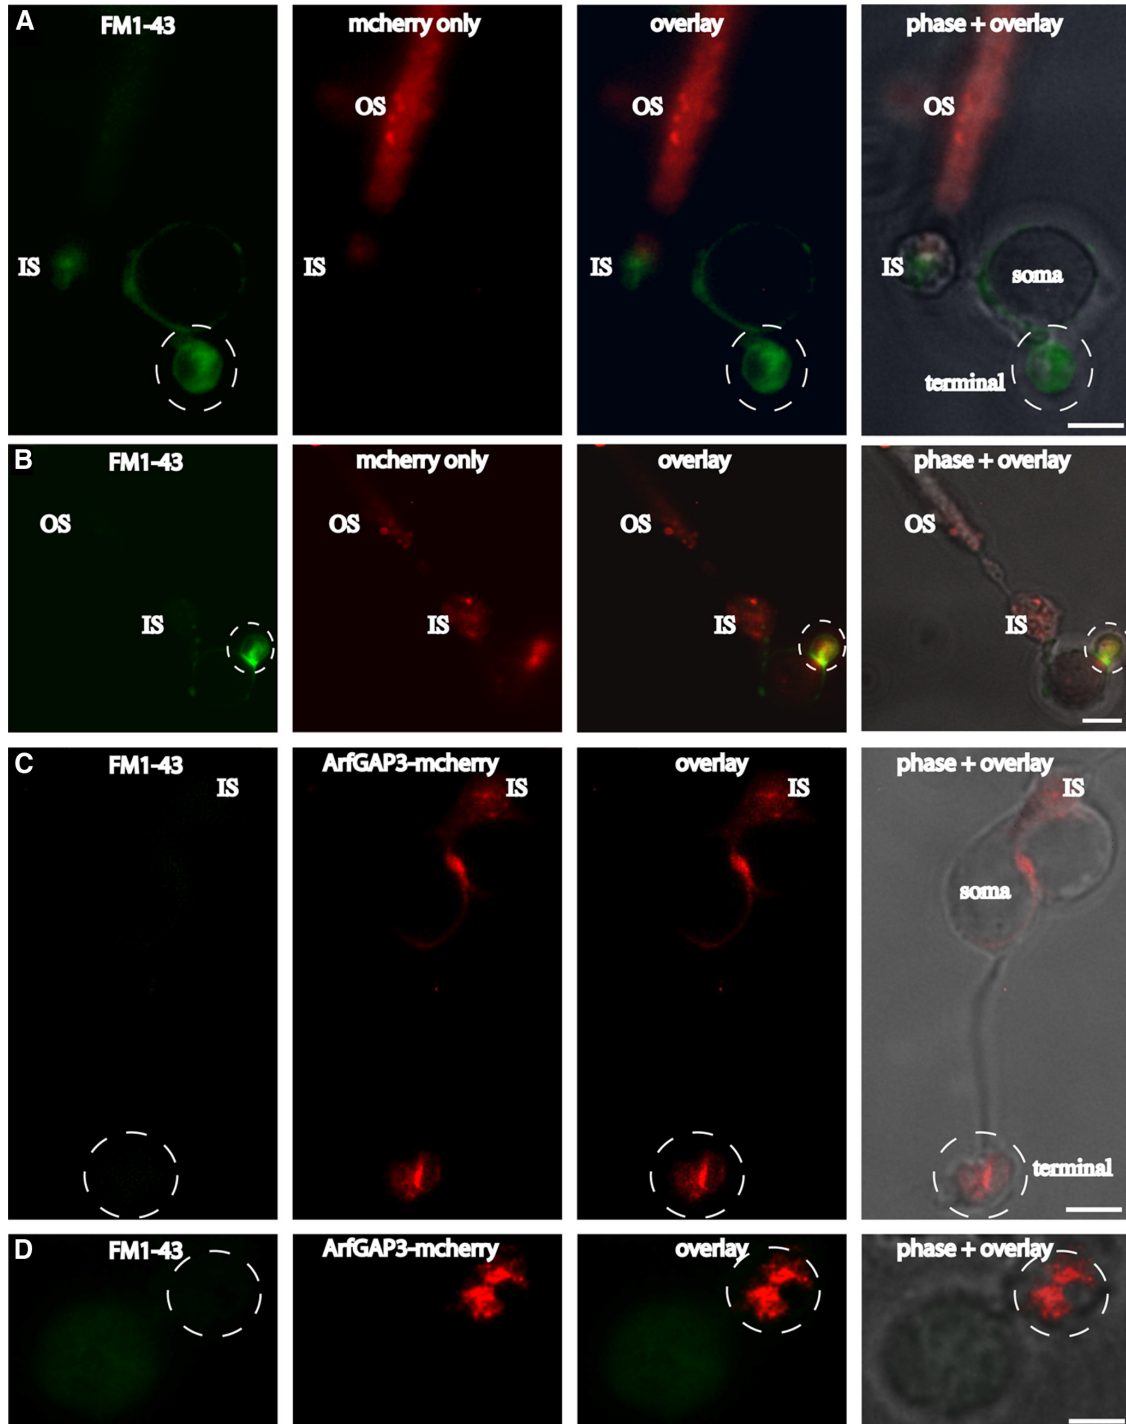 A FM1-43 mcherry only overlay phase + overlay
OS OS OS
IS IS IS IS soma
terminal
B FM1-43 mcherry only overlay phase + overlay
OS OS OS OS
IS IS IS IS
C FM1-43 ArfGAP3-mcherry overlay phase + overlay
IS IS IS IS
soma
terminal
D FM1-43 ArfGAP3-mcherry overlay phase + overlay